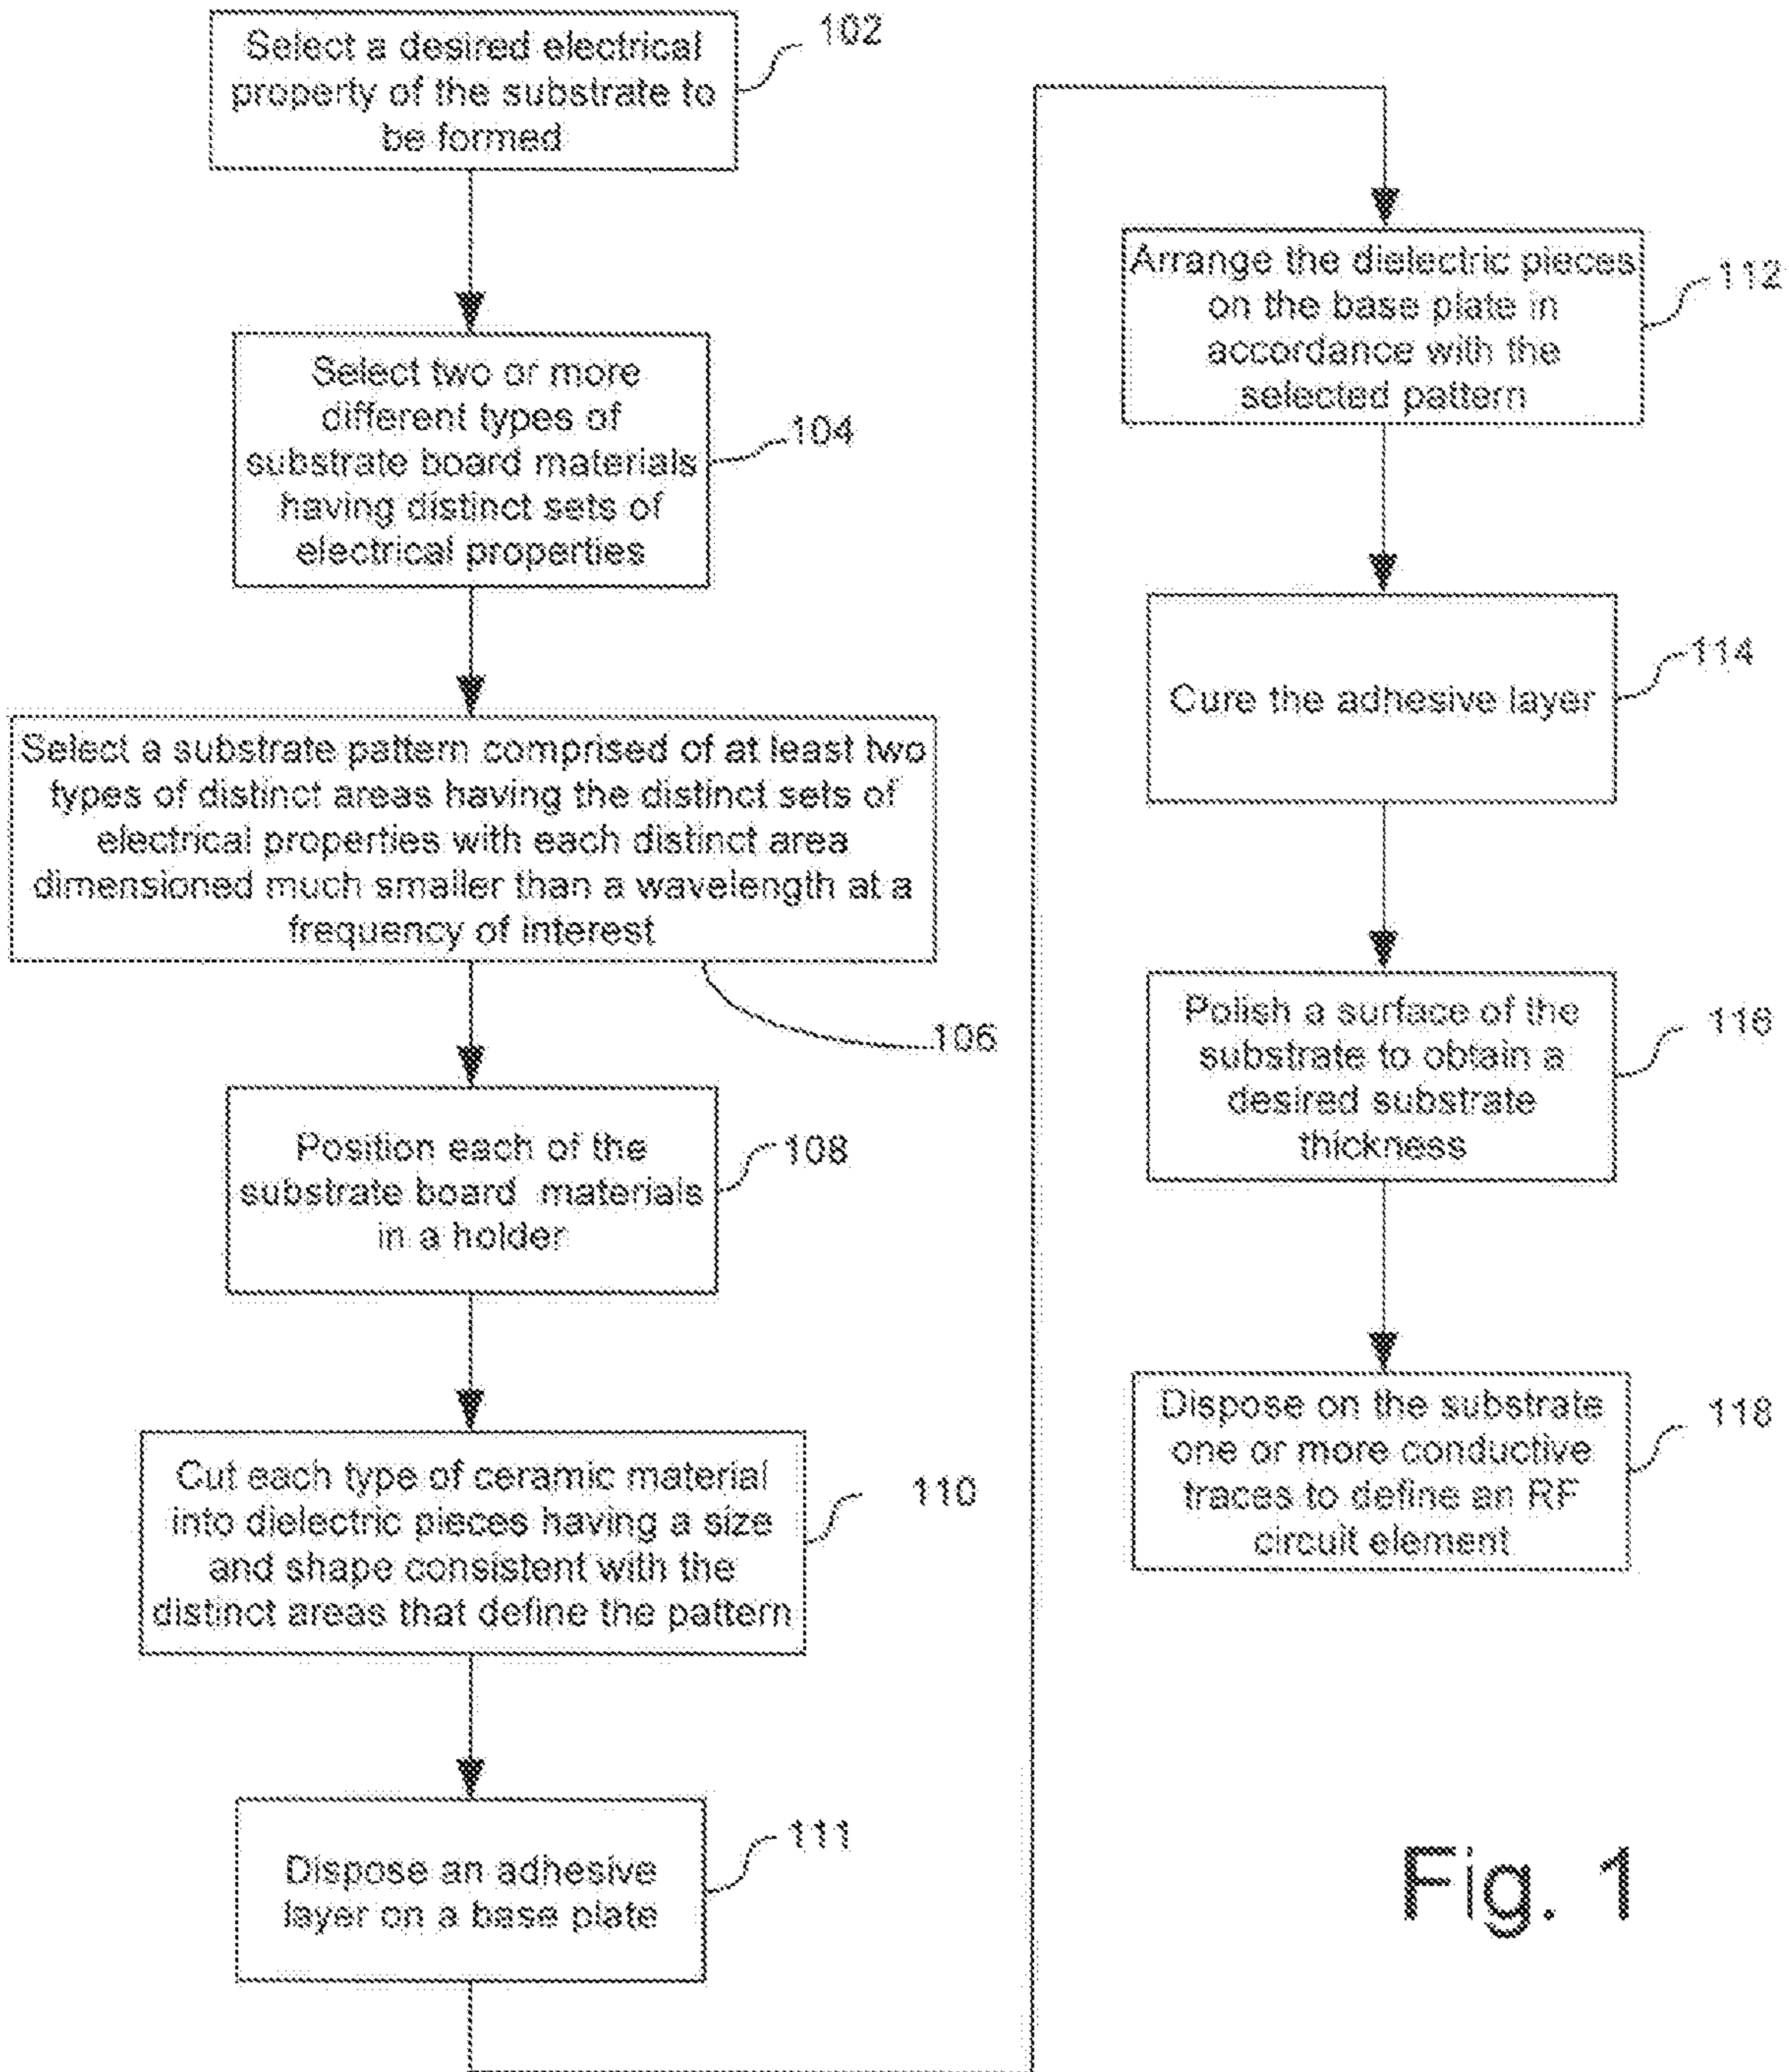 Select a desired electrical
property of the substrate to
be formed
102
Select two or more
different types of
substrate board materials
having distinct sets of
electrical properties
104
Select a substrate pattern comprised of at least two
types of distinct areas having the distinct sets of
electrical properties with each distinct area
dimensioned much smaller than a wavelength at a
frequency of interest
106
Position each of the
substrate board materials
in a holder
108
Cut each type of ceramic material
into dielectric pieces having a size
and shape consistent with the
distinct areas that define the pattern
110
Dispose an adhesive
layer on a base plate
111
Arrange the dielectric pieces
on the base plate in
accordance with the
selected pattern
112
Cure the adhesive layer
114
Polish a surface of the
substrate to obtain a
desired substrate
thickness
116
Dispose on the substrate
one or more conductive
traces to define an RF
circuit element
118
Fig. 1